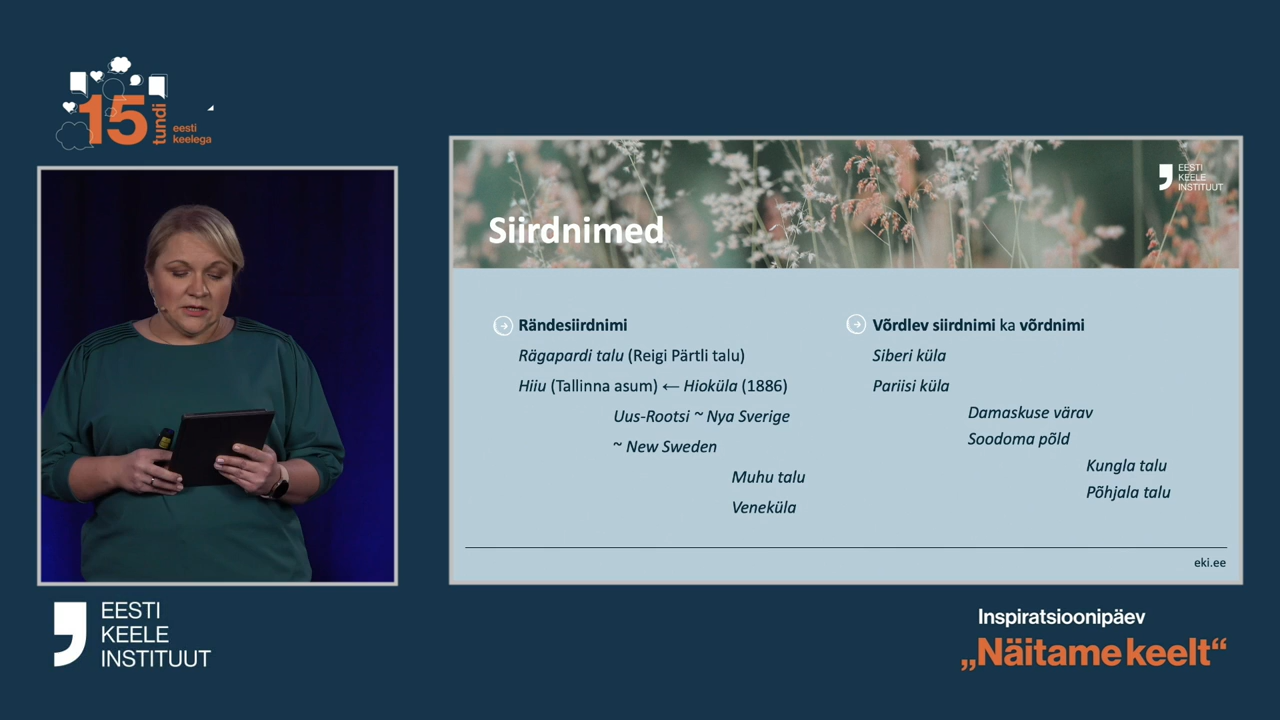 15 tundi
eesti
keelega
EESTI
KEELE
INSTITUUT
Siirdnimed
Rändesiirdnimi
Rägapardi talu (Reigi Pärtli talu)
Hiiu (Tallinna asum) ← Hioküla (1886)
Uus-Rootsi ~ Nya Sverige
~ New Sweden
Muhu talu
Veneküla
Võrdlev siirdnimi ka võrdnimi
Siberi küla
Pariisi küla
Damaskuse värav
Soodoma põld
Kungla talu
Põhjala talu
eki.ee
EESTI
KEELE
INSTITUUT
Inspiratsioonipäev
„Näitame keelt“